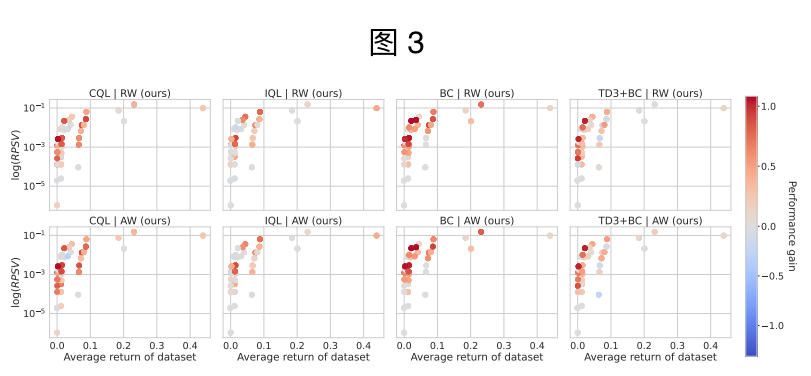 图 3
CQL | RW (ours)
IQL | RW (ours)
BC | RW (ours)
TD3+BC | RW (ours)
log(RPSV)
10⁻¹
10⁻³
10⁻⁵
CQL | AW (ours)
IQL | AW (ours)
BC | AW (ours)
TD3+BC | AW (ours)
log(RPSV)
10⁻¹
10⁻³
10⁻⁵
0.0 0.1 0.2 0.3 0.4
0.0 0.1 0.2 0.3 0.4
0.0 0.1 0.2 0.3 0.4
0.0 0.1 0.2 0.3 0.4
Average return of dataset
Average return of dataset
Average return of dataset
Average return of dataset
1.0
0.5
0.0
−0.5
−1.0
Performance gain